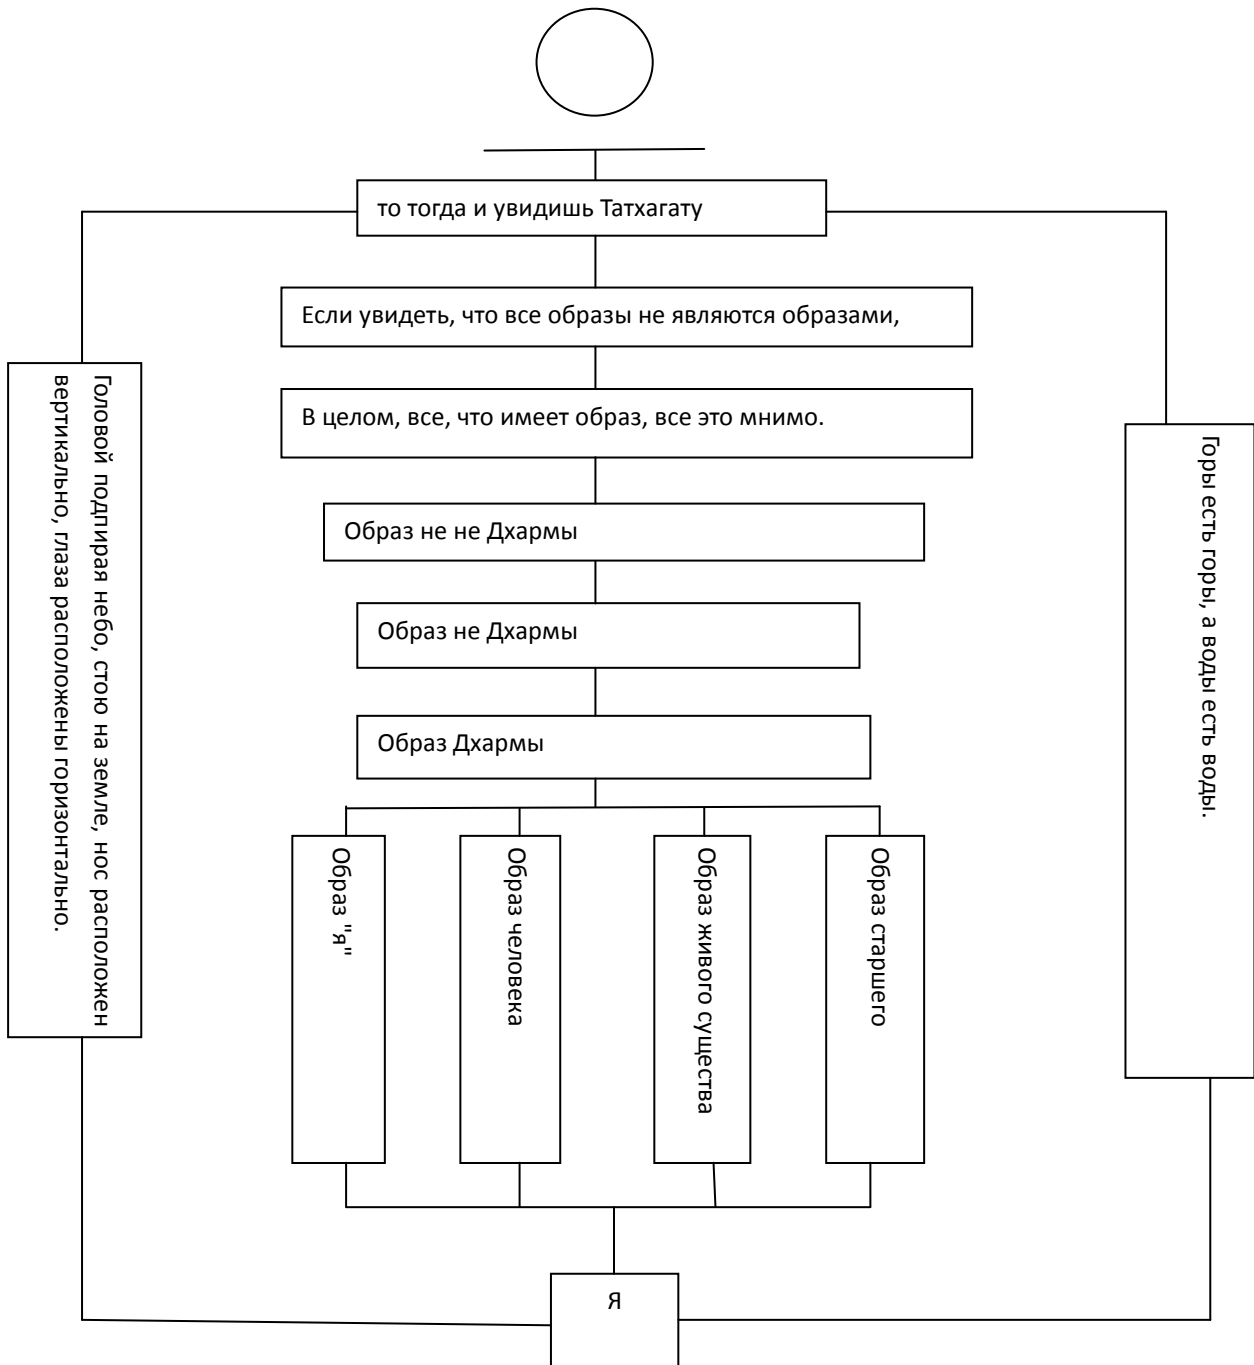 то тогда и увидишь Татхагату
Если увидеть, что все образы не являются образами,
В целом, все, что имеет образ, все это мнимо.
Образ не не Дхармы
Образ не Дхармы
Образ Дхармы
Головой подпирая небо, стою на земле, нос расположен
вертикально, глаза расположены горизонтально.
Горы есть горы, а воды есть воды.
Образ "я"
Образ человека
Образ живого существа
Образ старшего
Я